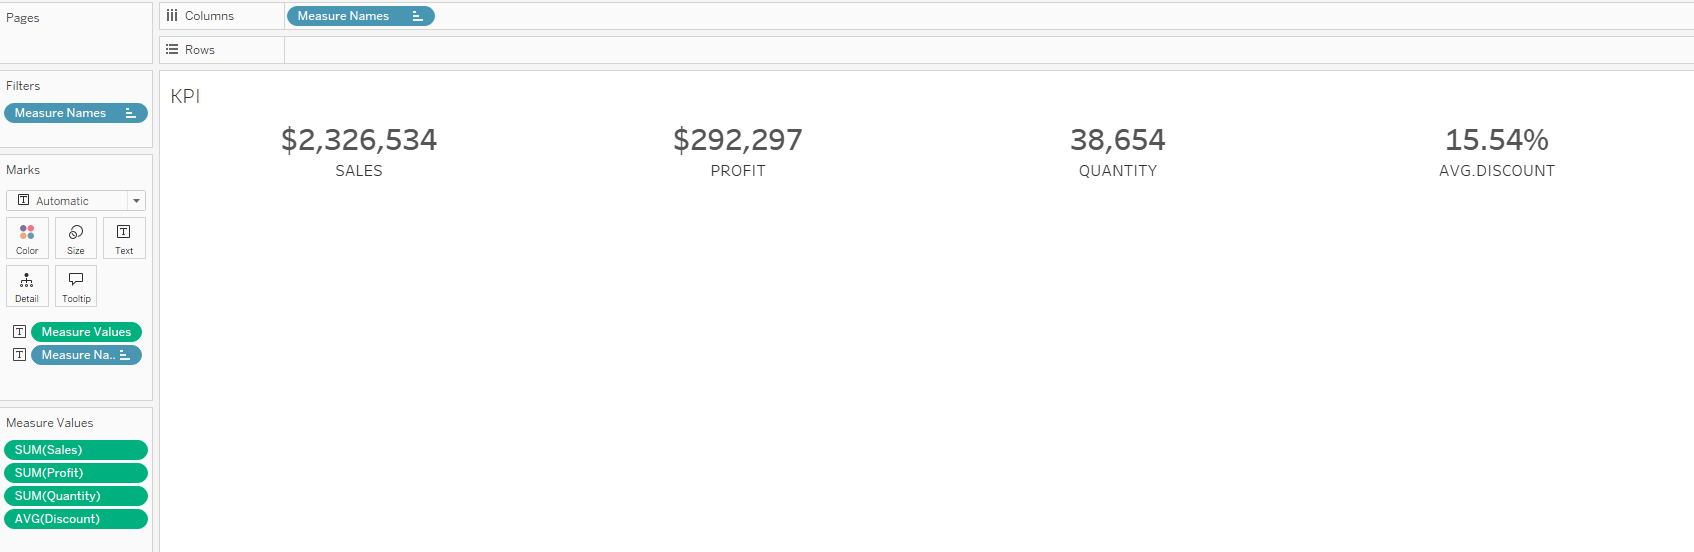 Pages
Columns
Measure Names
Rows
Filters
Measure Names
KPI
$2,326,534
$292,297
38,654
15.54%
SALES
PROFIT
QUANTITY
AVG.DISCOUNT
Marks
Automatic
Color
Size
Text
Detail
Tooltip
Measure Values
Measure Na..
Measure Values
SUM(Sales)
SUM(Profit)
SUM(Quantity)
AVG(Discount)